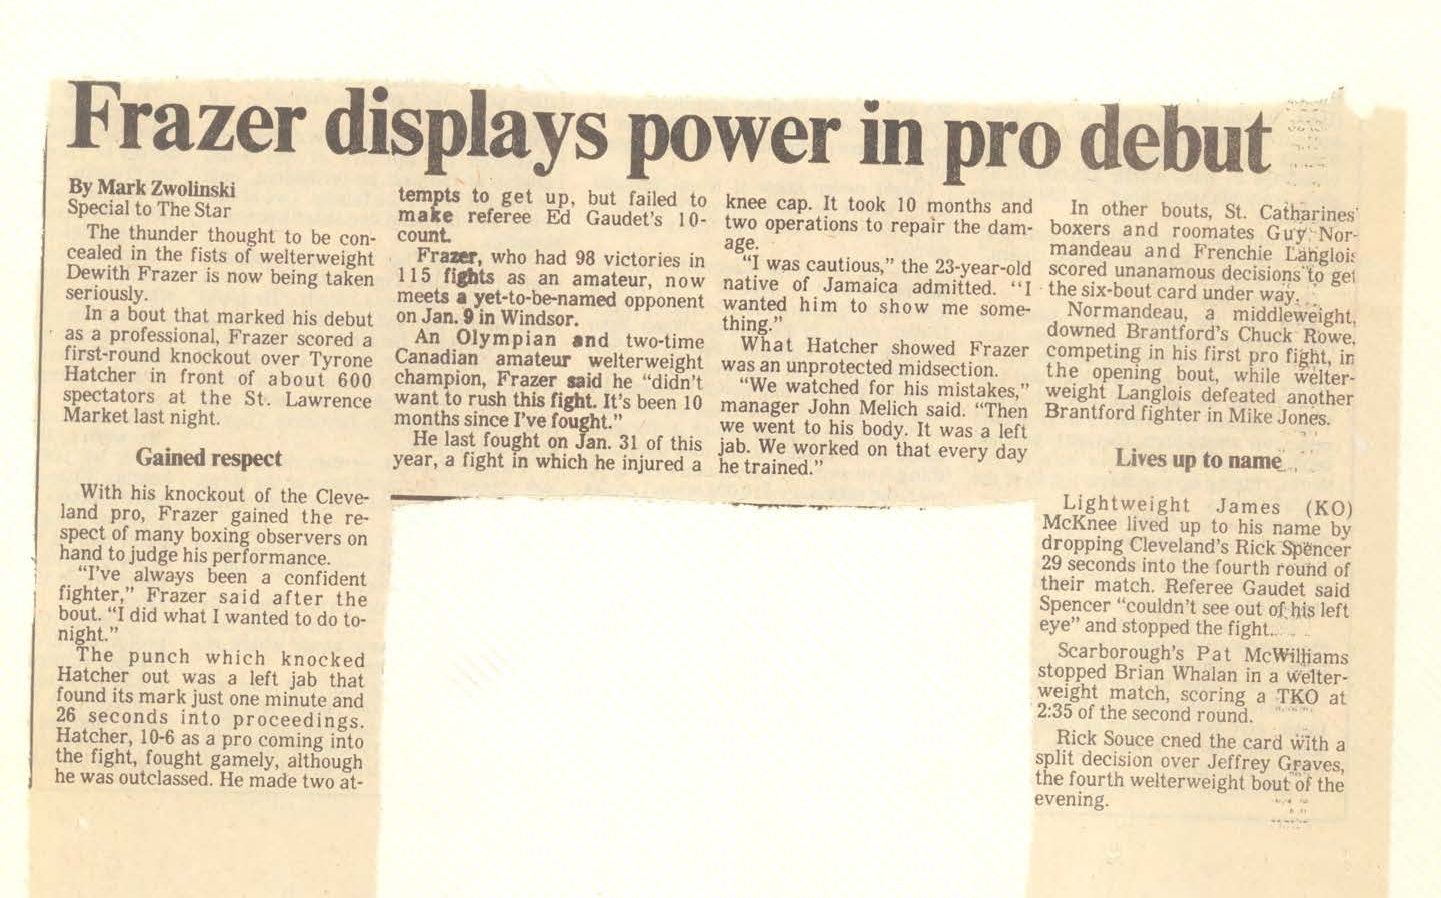 Frazer displays power in pro debut
By Mark Zwolinski
Special to The Star
The thunder thought to be con-
cealed in the fists of welterweight
Dewith Frazer is now being taken
seriously.
In a bout that marked his debut
as a professional, Frazer scored a
first-round knockout over Tyrone
Hatcher in front of about 600
spectators at the St. Lawrence
Market last night.
Gained respect
With his knockout of the Cleve-
land pro, Frazer gained the re-
spect of many boxing observers on
hand to judge his performance.
"I've always been a confident
fighter," Frazer said after the
bout. "I did what I wanted to do to-
night."
The punch which knocked
Hatcher out was a left jab that
found its mark just one minute and
26 seconds into proceedings.
Hatcher, 10-6 as a pro coming into
the fight, fought gamely, although
he was outclassed. He made two at-
tempts to get up, but failed to
make referee Ed Gaudet's 10-
count.
Frazer, who had 98 victories in
115 fights as an amateur, now
meets a yet-to-be-named opponent
on Jan. 9 in Windsor.
An Olympian and two-time
Canadian amateur welterweight
champion, Frazer said he "didn't
want to rush this fight. It's been 10
months since I've fought."
He last fought on Jan. 31 of this
year, a fight in which he injured a
knee cap. It took 10 months and
two operations to repair the dam-
age.
"I was cautious," the 23-year-old
native of Jamaica admitted. "I
wanted him to show me some-
thing."
What Hatcher showed Frazer
was an unprotected midsection.
"We watched for his mistakes,"
manager John Melich said. "Then
we went to his body. It was a left
jab. We worked on that every day
he trained."
In other bouts, St. Catharines'
boxers and roomates Guy Nor-
mandeau and Frenchie Langlois
scored unanamous decisions to get
the six-bout card under way.
Normandeau, a middleweight,
downed Brantford's Chuck Rowe,
competing in his first pro fight, in
the opening bout, while welter-
weight Langlois defeated another
Brantford fighter in Mike Jones.
Lives up to name
Lightweight James (KO)
McKnee lived up to his name by
dropping Cleveland's Rick Spencer
29 seconds into the fourth round of
their match. Referee Gaudet said
Spencer "couldn't see out of his left
eye" and stopped the fight.
Scarborough's Pat McWilliams
stopped Brian Whalan in a welter-
weight match, scoring a TKO at
2:35 of the second round.
Rick Souce cned the card with a
split decision over Jeffrey Graves,
the fourth welterweight bout of the
evening.